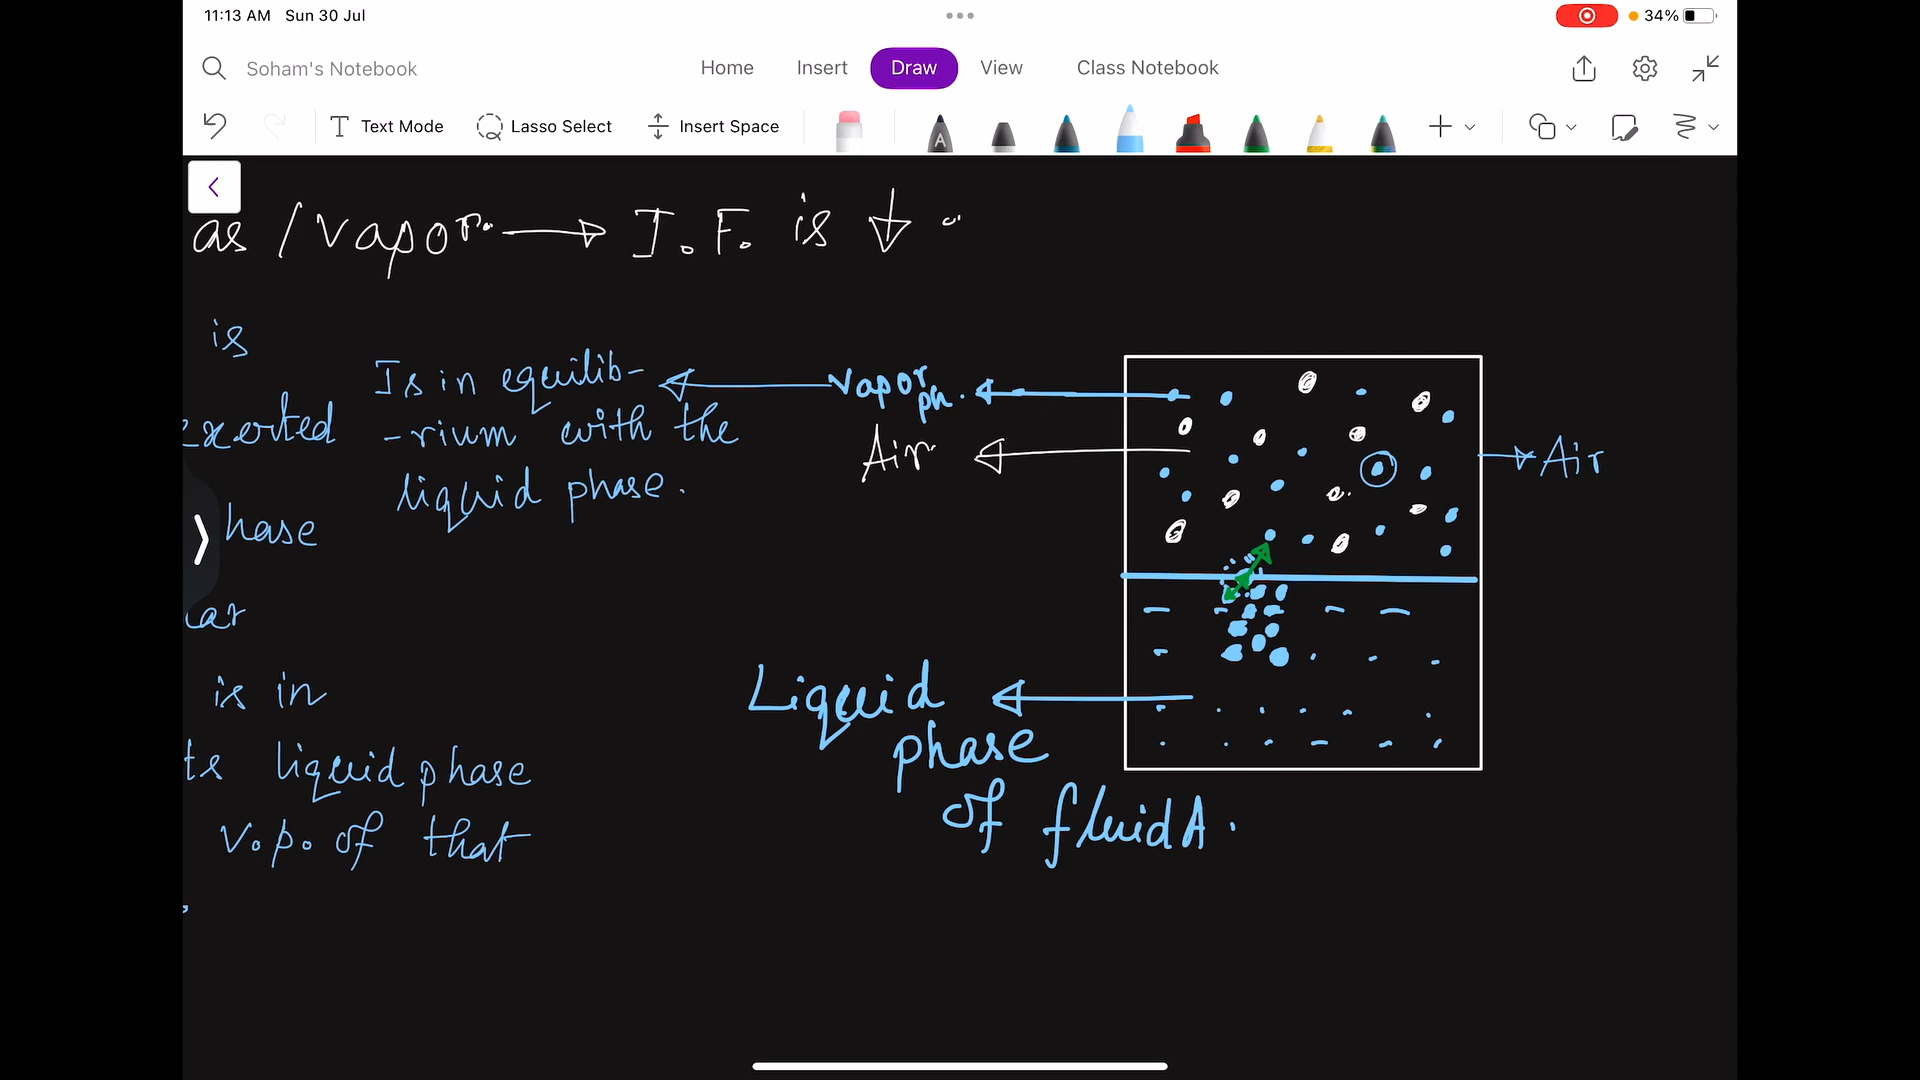 11:13 AM Sun 30 Jul
34%
Soham's Notebook
Home Insert Draw View Class Notebook
Text Mode Lasso Select Insert Space
A
as / vapor → I.F. is ↓
is
exerted
hase
is in
ts liquid phase
v.p. of that
Is in equilib-
-rium with the
liquid phase.
vapor
ph.
Air
Air
Liquid
phase
of fluid A.